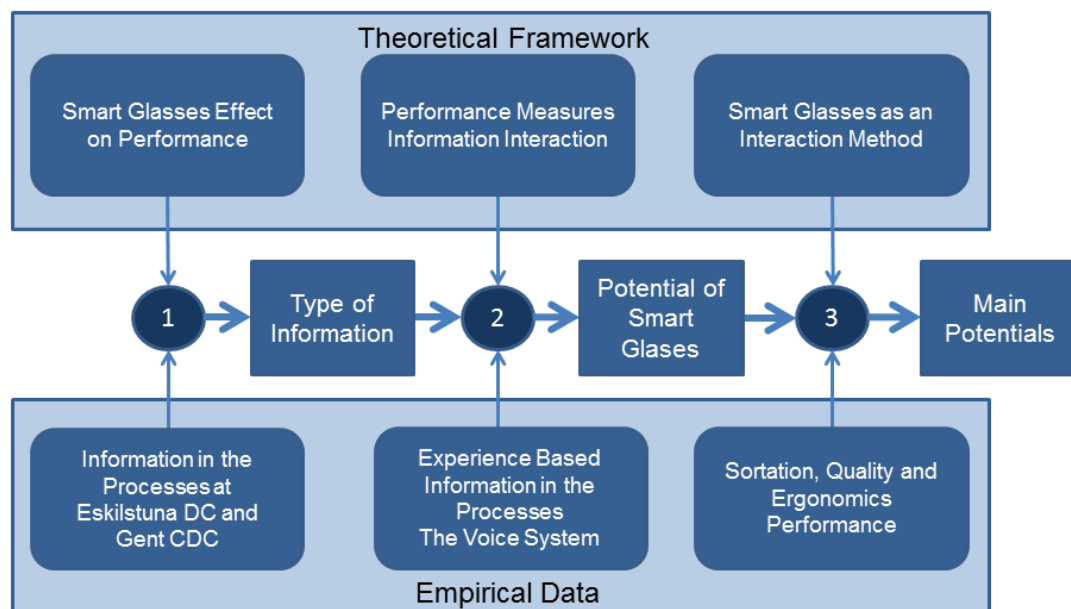 Theoretical Framework
Smart Glasses Effect
on Performance
Performance Measures
Information Interaction
Smart Glasses as an
Interaction Method
1
Type of
Information
2
Potential of
Smart
Glases
3
Main
Potentials
Information in the
Processes at
Eskilstuna DC and
Gent CDC
Experience Based
Information in the
Processes
The Voice System
Sortation, Quality and
Ergonomics
Performance
Empirical Data